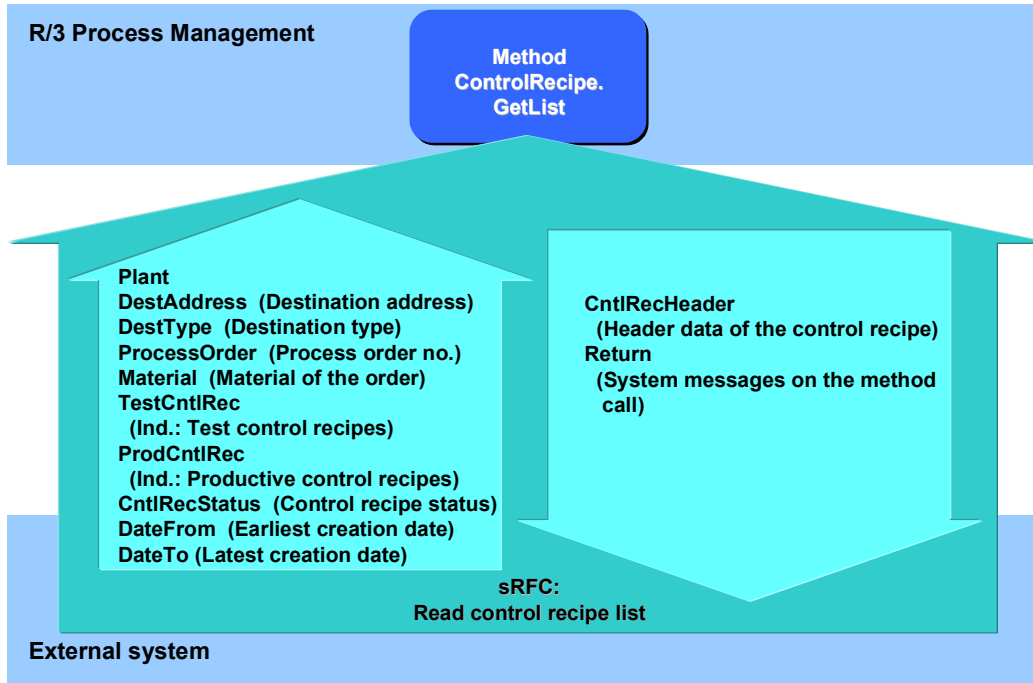 R/3 Process Management
Method
ControlRecipe.
GetList
Plant
DestAddress (Destination address)
DestType (Destination type)
ProcessOrder (Process order no.)
Material (Material of the order)
TestCntlRec
(Ind.: Test control recipes)
ProdCntlRec
(Ind.: Productive control recipes)
CntlRecStatus (Control recipe status)
DateFrom (Earliest creation date)
DateTo (Latest creation date)
CntlRecHeader
(Header data of the control recipe)
Return
(System messages on the method
call)
sRFC:
Read control recipe list
External system